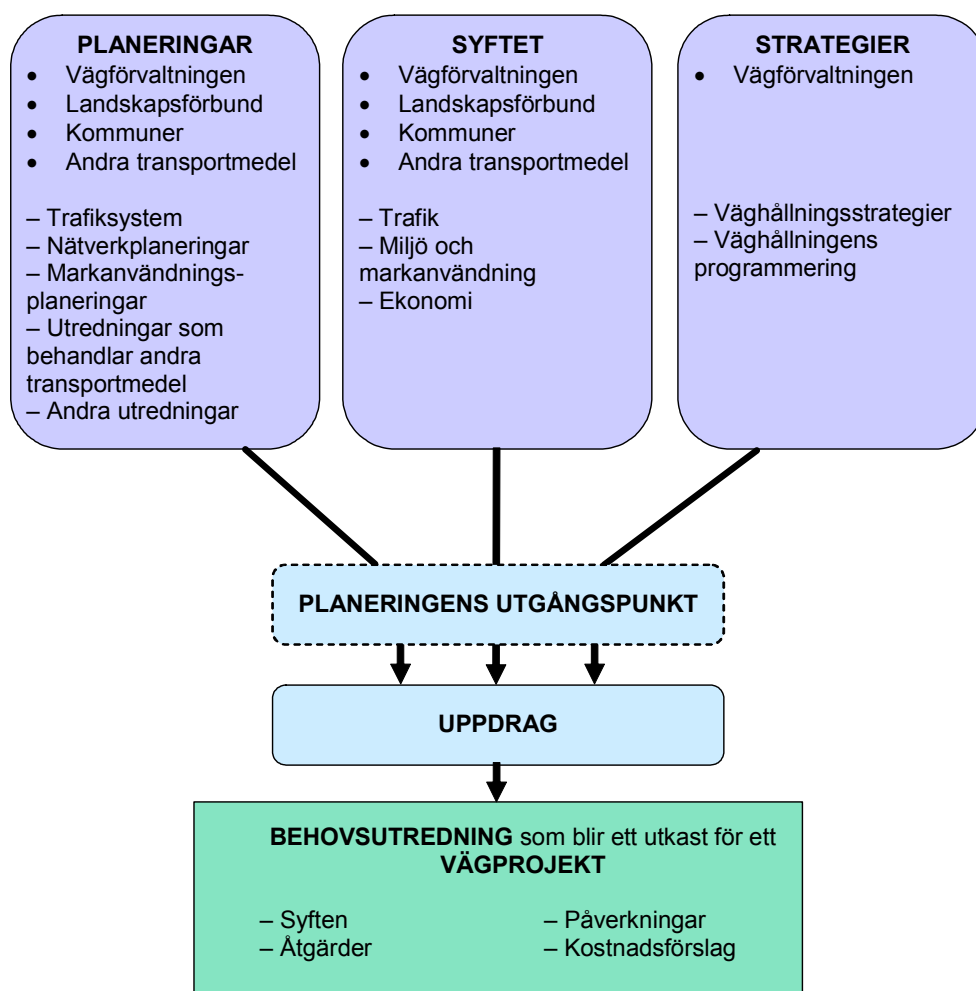 PLANERINGAR
• Vägförvaltningen
• Landskapsförbund
• Kommuner
• Andra transportmedel
– Trafiksystem
– Nätverkplaneringar
– Markanvändnings-
planeringar
– Utredningar som
behandlar andra
transportmedel
– Andra utredningar
SYFTET
• Vägförvaltningen
• Landskapsförbund
• Kommuner
• Andra transportmedel
– Trafik
– Miljö och
markanvändning
– Ekonomi
STRATEGIER
• Vägförvaltningen
– Väghållningsstrategier
– Väghållningens
programmering
PLANERINGENS UTGÅNGSPUNKT
UPPDRAG
BEHOVSUTREDNING som blir ett utkast för ett
VÄGPROJEKT
– Syften
– Åtgärder
– Påverkningar
– Kostnadsförslag